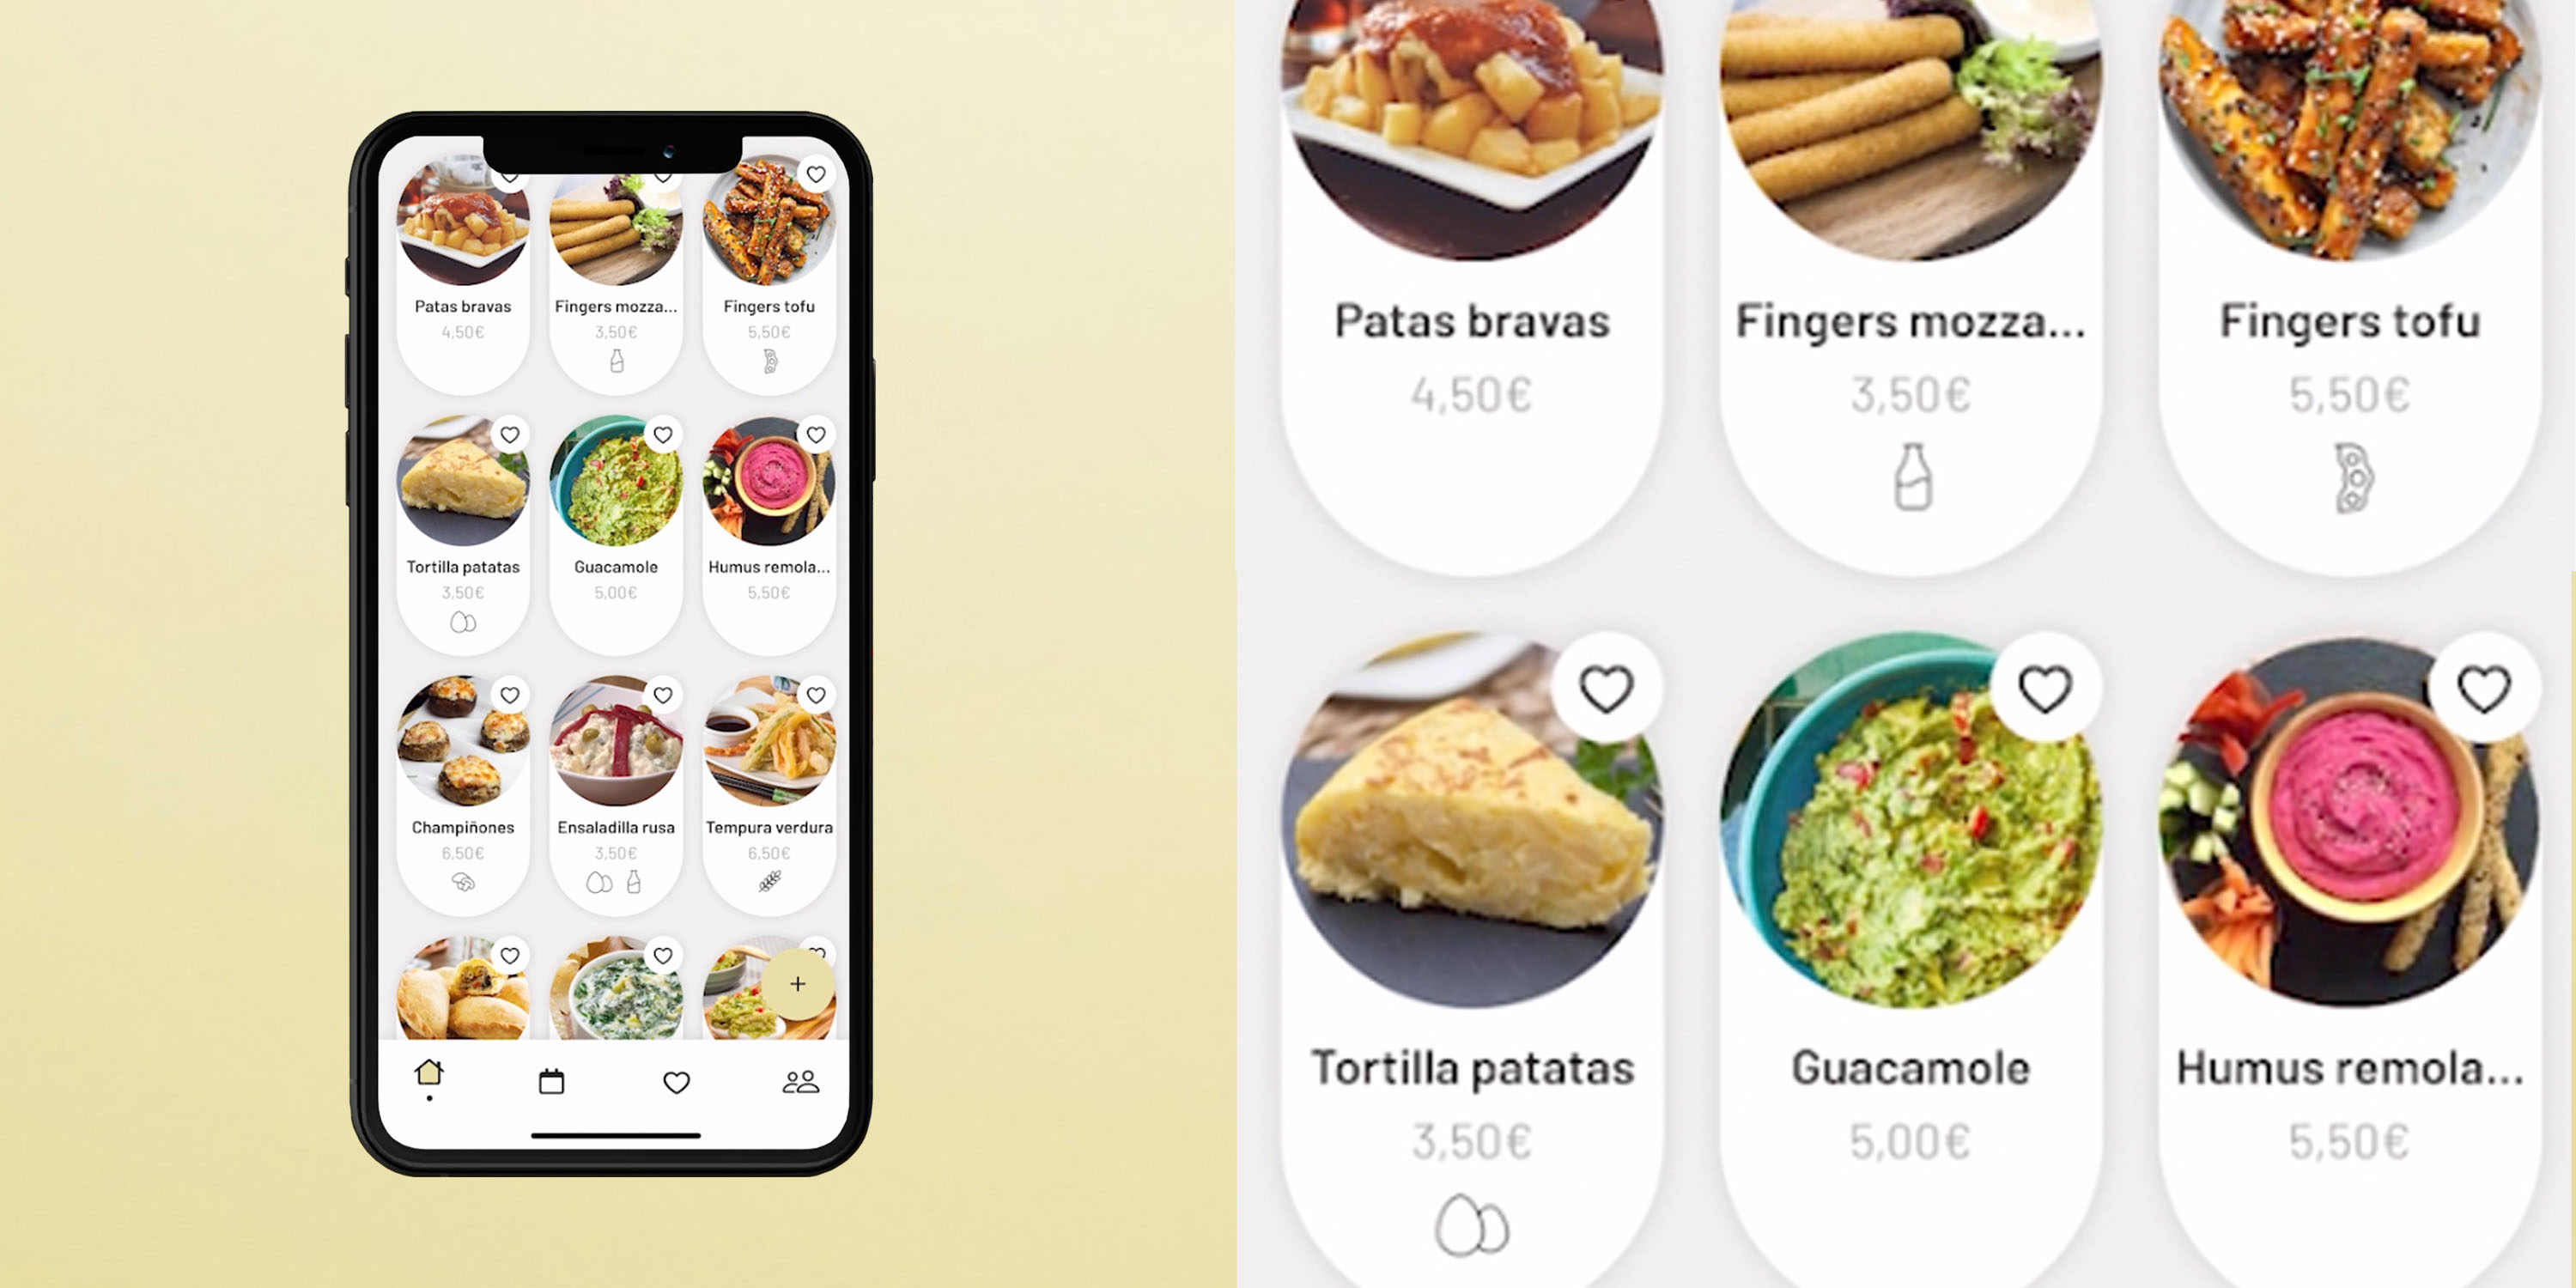 Patas bravas
4,50€
Fingers mozza...
3,50€
Fingers tofu
5,50€
Tortilla patatas
3,50€
Guacamole
5,00€
Humus remola...
5,50€
Champiñones
6,50€
Ensaladilla rusa
3,50€
Tempura verdura
6,50€
Patas bravas
4,50€
Fingers mozza...
3,50€
Fingers tofu
5,50€
Tortilla patatas
3,50€
Guacamole
5,00€
Humus remola...
5,50€